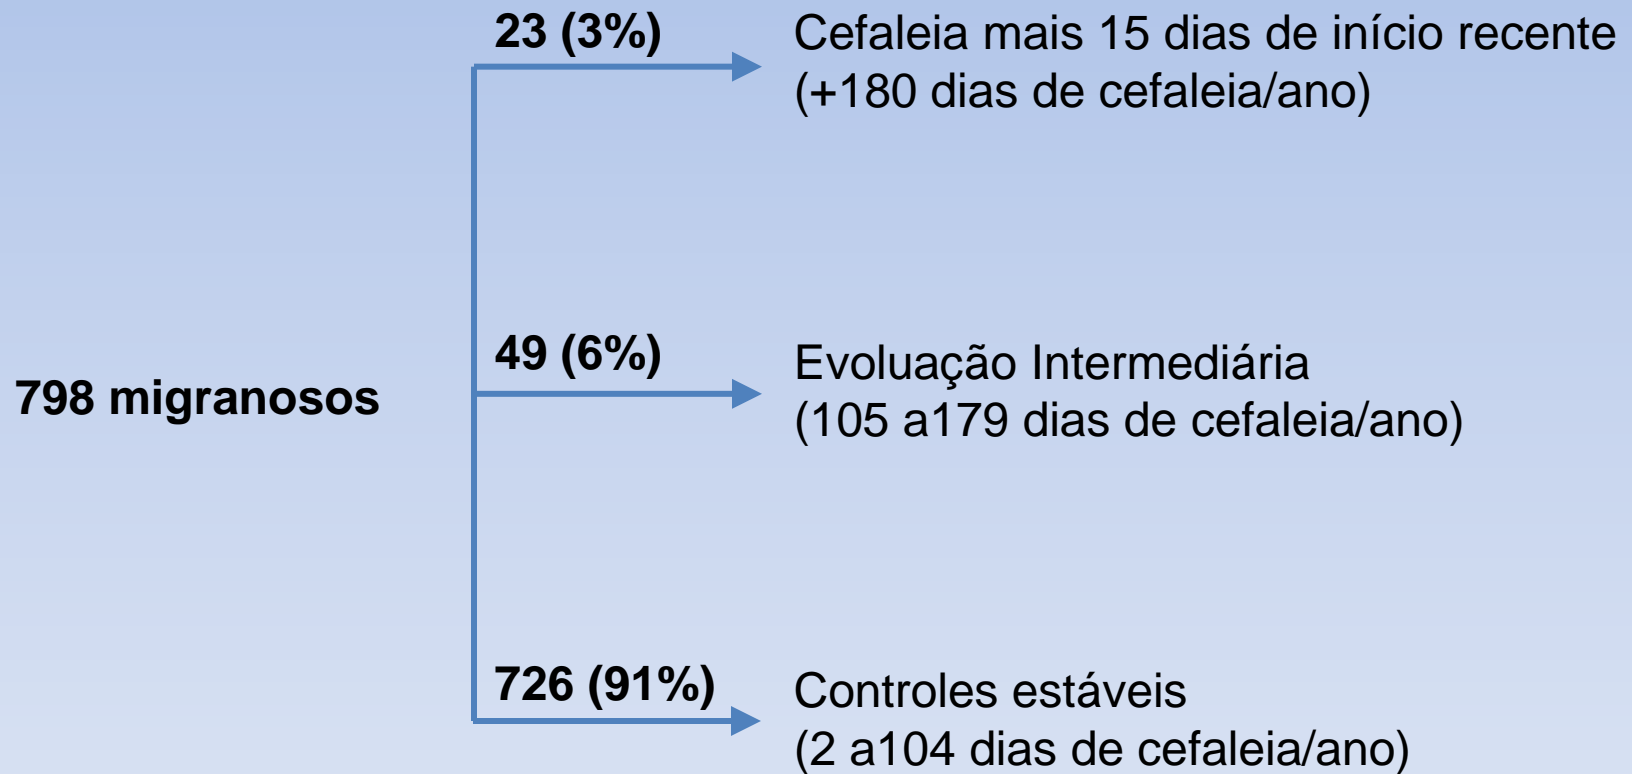 23 (3%)
Cefaleia mais 15 dias de início recente
(+180 dias de cefaleia/ano)
798 migranosos
49 (6%)
Evoluação Intermediária
(105 a179 dias de cefaleia/ano)
726 (91%)
Controles estáveis
(2 a104 dias de cefaleia/ano)